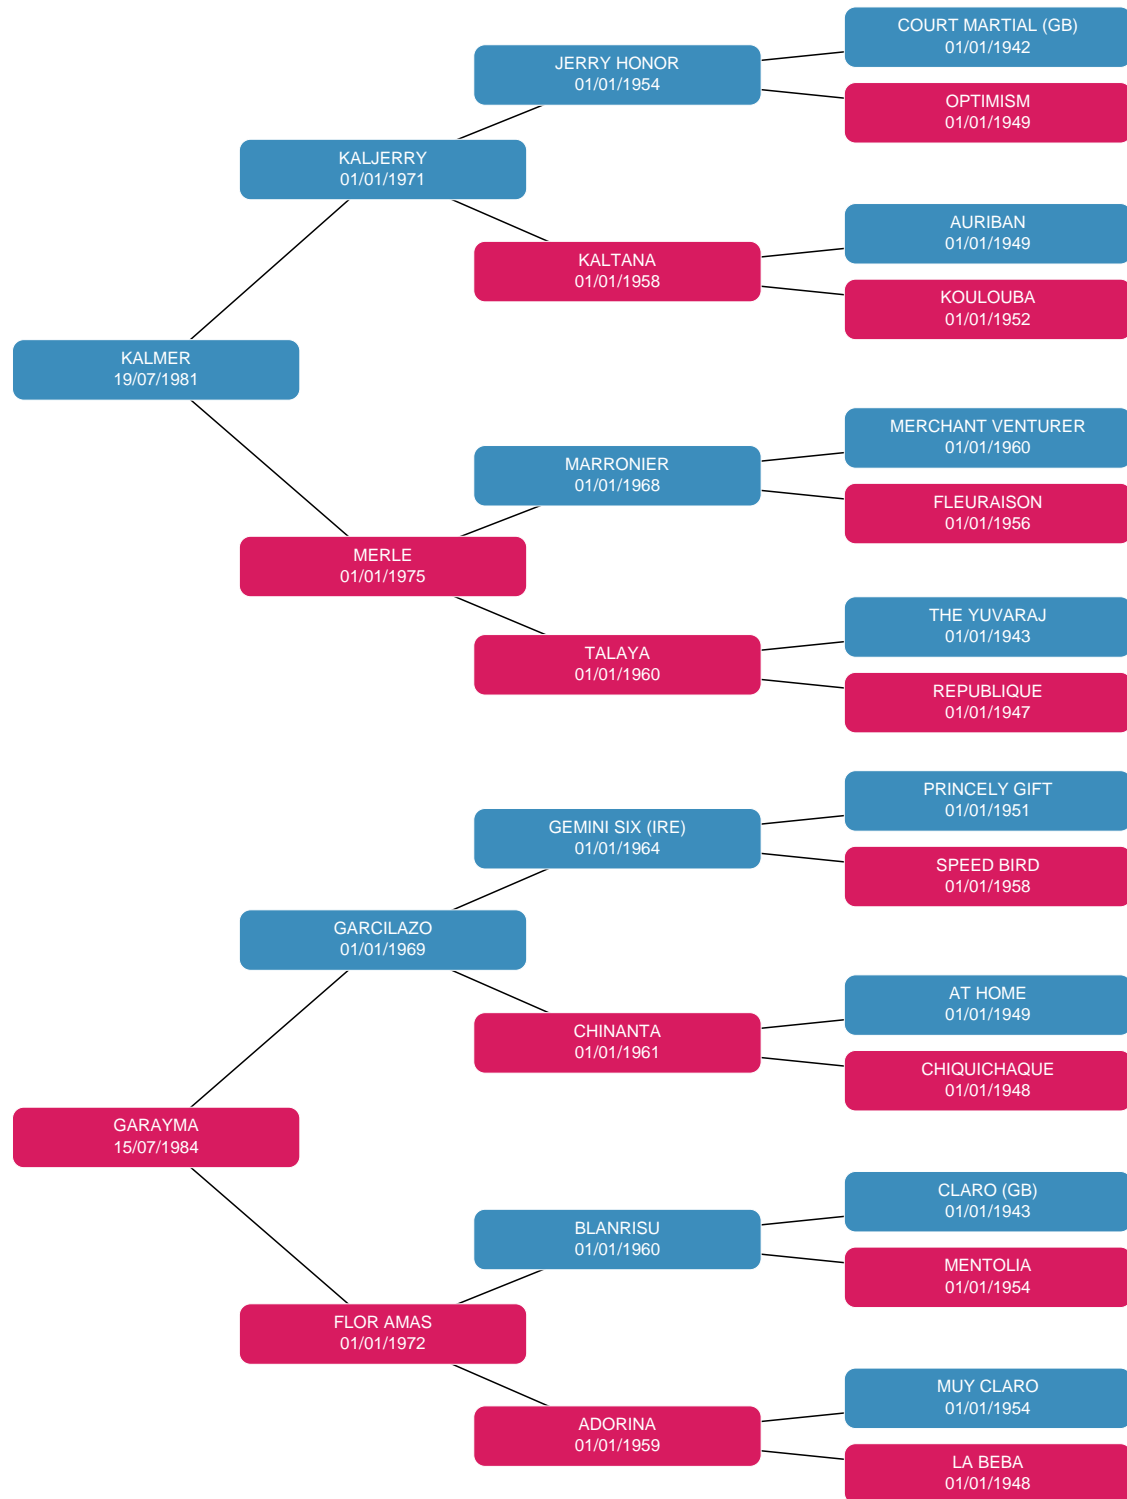 COURT MARTIAL (GB)
01/01/1942
JERRY HONOR
01/01/1954
OPTIMISM
01/01/1949
KALJERRY
01/01/1971
AURIBAN
01/01/1949
KALTANA
01/01/1958
KOULOUBA
01/01/1952
KALMER
19/07/1981
MERCHANT VENTURER
01/01/1960
MARRONIER
01/01/1968
FLEURAISON
01/01/1956
MERLE
01/01/1975
THE YUVARAJ
01/01/1943
TALAYA
01/01/1960
REPUBLIQUE
01/01/1947
PRINCELY GIFT
01/01/1951
GEMINI SIX (IRE)
01/01/1964
SPEED BIRD
01/01/1958
GARCILAZO
01/01/1969
AT HOME
01/01/1949
CHINANTA
01/01/1961
CHIQUICHAQUE
01/01/1948
GARAYMA
15/07/1984
CLARO (GB)
01/01/1943
BLANRISU
01/01/1960
MENTOLIA
01/01/1954
FLOR AMAS
01/01/1972
MUY CLARO
01/01/1954
ADORINA
01/01/1959
LA BEBA
01/01/1948